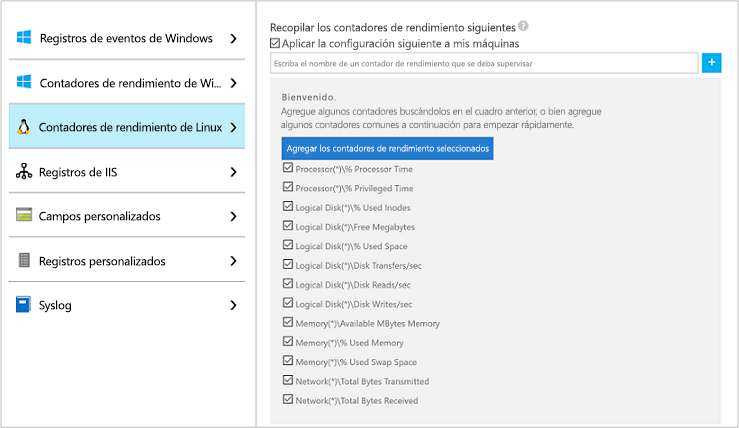 Registros de eventos de Windows
Contadores de rendimiento de Wi...
Contadores de rendimiento de Linux
Registros de IIS
Campos personalizados
Registros personalizados
Syslog
Recopilar los contadores de rendimiento siguientes ?
Aplicar la configuración siguiente a mis máquinas
Escriba el nombre de un contador de rendimiento que se deba supervisar
+
Bienvenido.
Agregue algunos contadores buscándolos en el cuadro anterior, o bien agregue
algunos contadores comunes a continuación para empezar rápidamente.
Agregar los contadores de rendimiento seleccionados
Processor(*)\% Processor Time
Processor(*)\% Privileged Time
Logical Disk(*)\% Used Inodes
Logical Disk(*)\Free Megabytes
Logical Disk(*)\% Used Space
Logical Disk(*)\Disk Transfers/sec
Logical Disk(*)\Disk Reads/sec
Logical Disk(*)\Disk Writes/sec
Memory(*)\Available MBytes Memory
Memory(*)\% Used Memory
Memory(*)\% Used Swap Space
Network(*)\Total Bytes Transmitted
Network(*)\Total Bytes Received